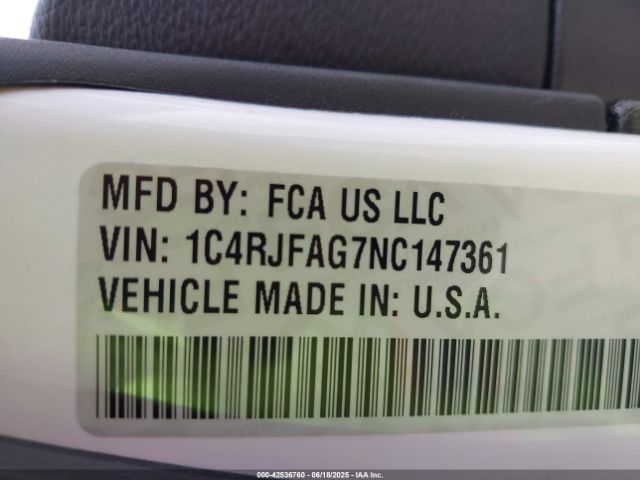 MFD BY: FCA US LLC
VIN: 1C4RJFAG7NC147361
VEHICLE MADE IN: U.S.A.
000-42536760 - 06/18/2025 - IAA Inc.